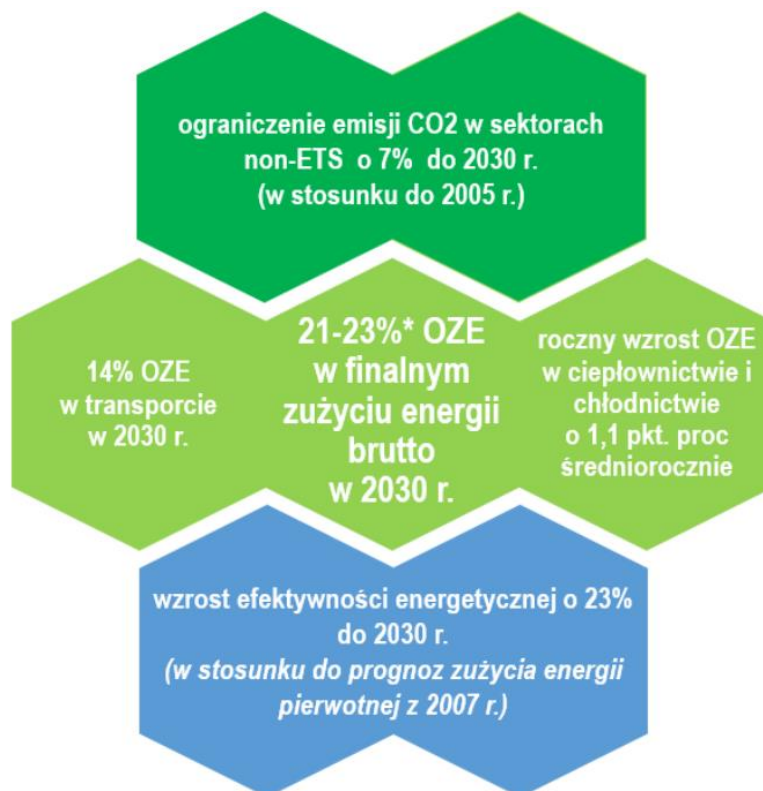 ograniczenie emisji CO2 w sektorach
non-ETS o 7% do 2030 r.
(w stosunku do 2005 r.)
14% OZE
w transporcie
w 2030 r.
21-23%* OZE
w finalnym
zużyciu energii
brutto
w 2030 r.
roczny wzrost OZE
w ciepłownictwie i
chłodnictwie
o 1,1 pkt. proc
średniorocznie
wzrost efektywności energetycznej o 23%
do 2030 r.
(w stosunku do prognoz zużycia energii
pierwotnej z 2007 r.)